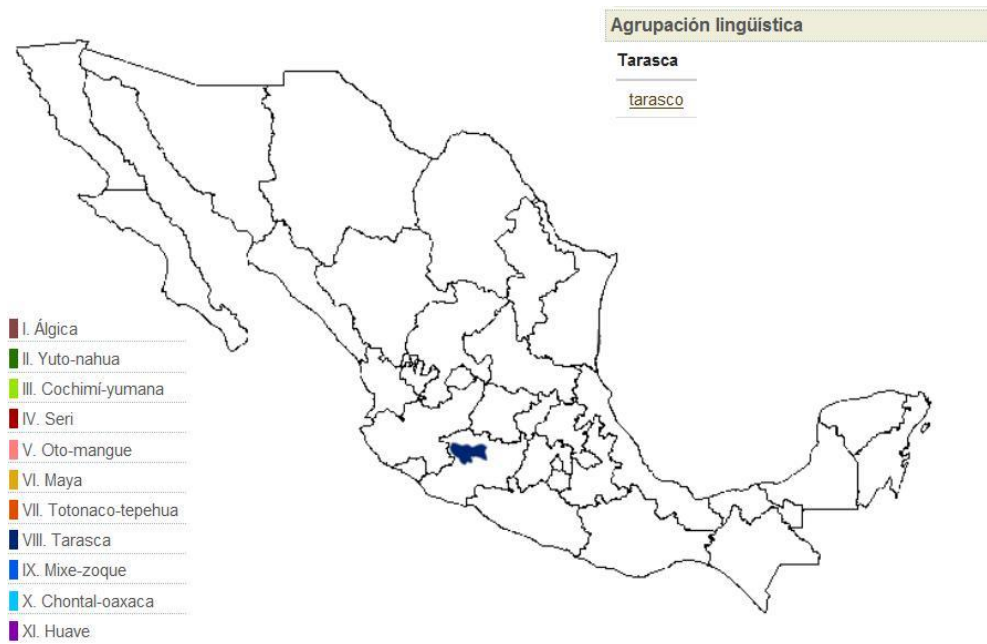 Agrupación lingüística
Tarasca
tarasco
I. Álgica
II. Yuto-nahua
III. Cochimí-yumana
IV. Seri
V. Oto-mangue
VI. Maya
VII. Totonaco-tepehua
VIII. Tarasca
IX. Mixe-zoque
X. Chontal-oaxaca
XI. Huave